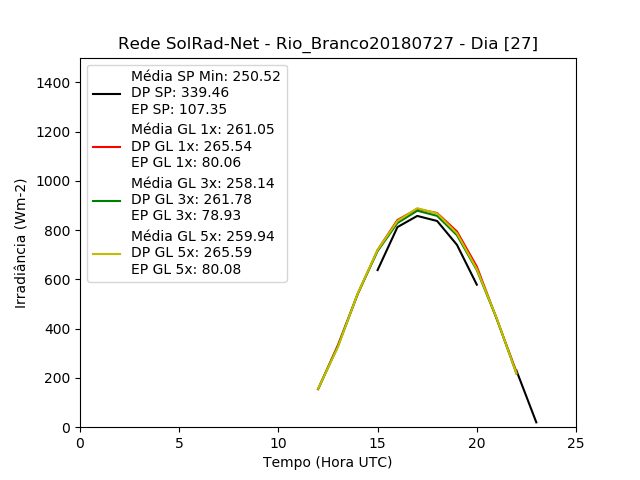 Rede SolRad-Net - Rio_Branco20180727 - Dia [27]
Média SP Min: 250.52
DP SP: 339.46
EP SP: 107.35
Média GL 1x: 261.05
DP GL 1x: 265.54
EP GL 1x: 80.06
Média GL 3x: 258.14
DP GL 3x: 261.78
EP GL 3x: 78.93
Média GL 5x: 259.94
DP GL 5x: 265.59
EP GL 5x: 80.08
Irradiância (Wm-2)
1400
1200
1000
800
600
400
200
0
0 5 10 15 20 25
Tempo (Hora UTC)